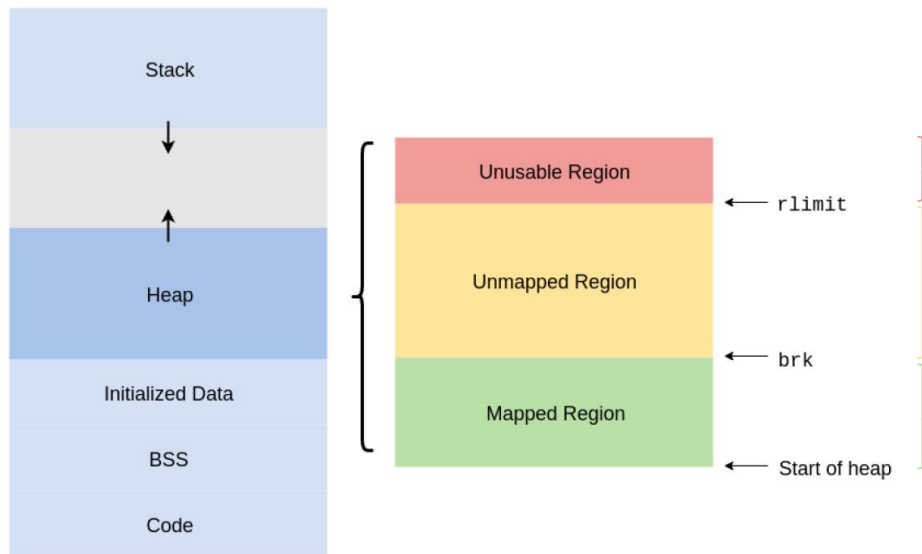 Stack
Heap
Initialized Data
BSS
Code
Unusable Region
rlimit
Unmapped Region
brk
Mapped Region
Start of heap